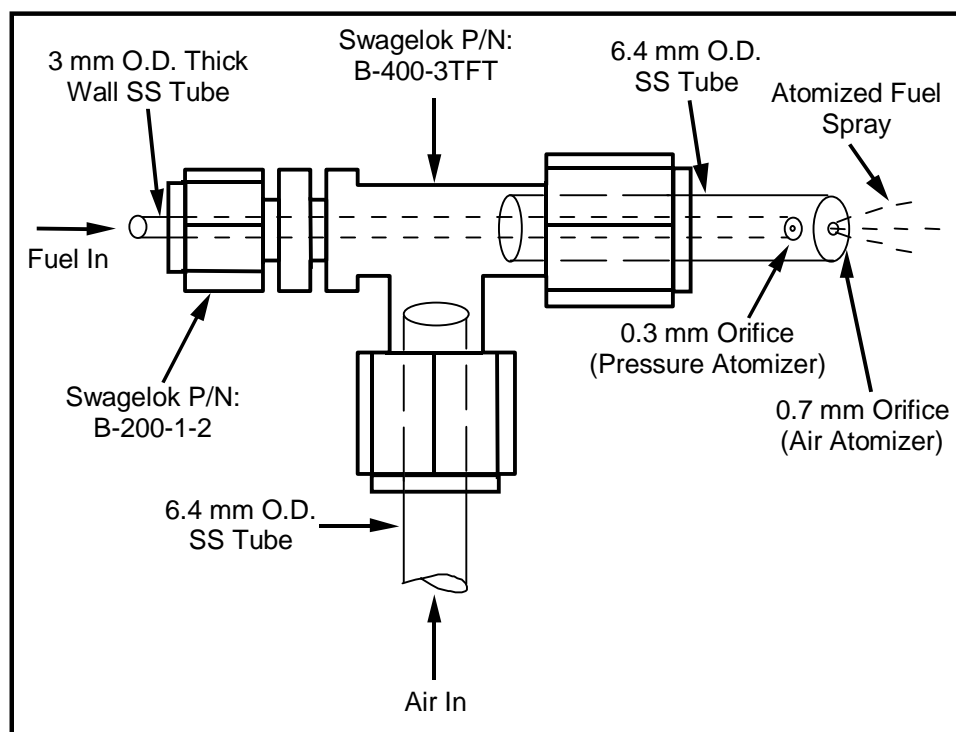 Swagelok P/N:
B-400-3TFT
3 mm O.D. Thick
Wall SS Tube
6.4 mm O.D.
SS Tube
Atomized Fuel
Spray
Fuel In
0.3 mm Orifice
(Pressure Atomizer)
Swagelok P/N:
B-200-1-2
0.7 mm Orifice
(Air Atomizer)
6.4 mm O.D.
SS Tube
Air In